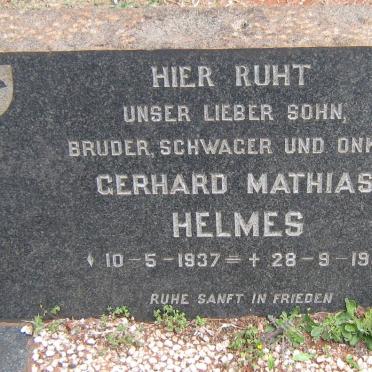 HIER RUHT
UNSER LIEBER SOHN,
BRUDER, SCHWAGER UND
GERHARD MATHIAS
HELMES
10-5-1937 = + 28-9-
RUHE SANFT IN FRIEDEN